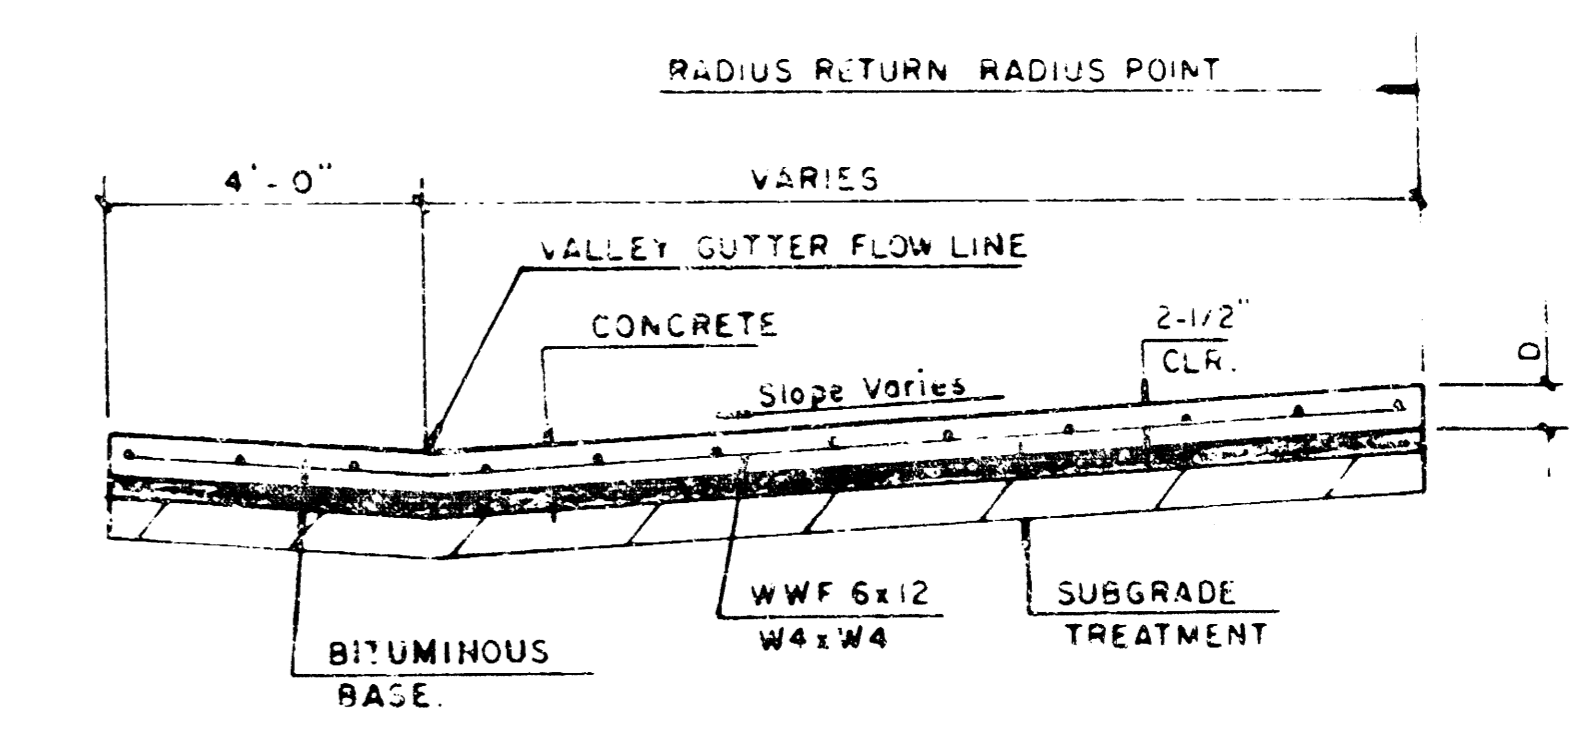 RADIUS RETURN RADIUS POINT
4'-0"
VARIES
VALLEY GUTTER FLOW LINE
CONCRETE
2-1/2"
CLR.
D
Slope Varies
WWF 6x12
W4xW4
SUBGRADE
TREATMENT
BITUMINOUS
BASE.